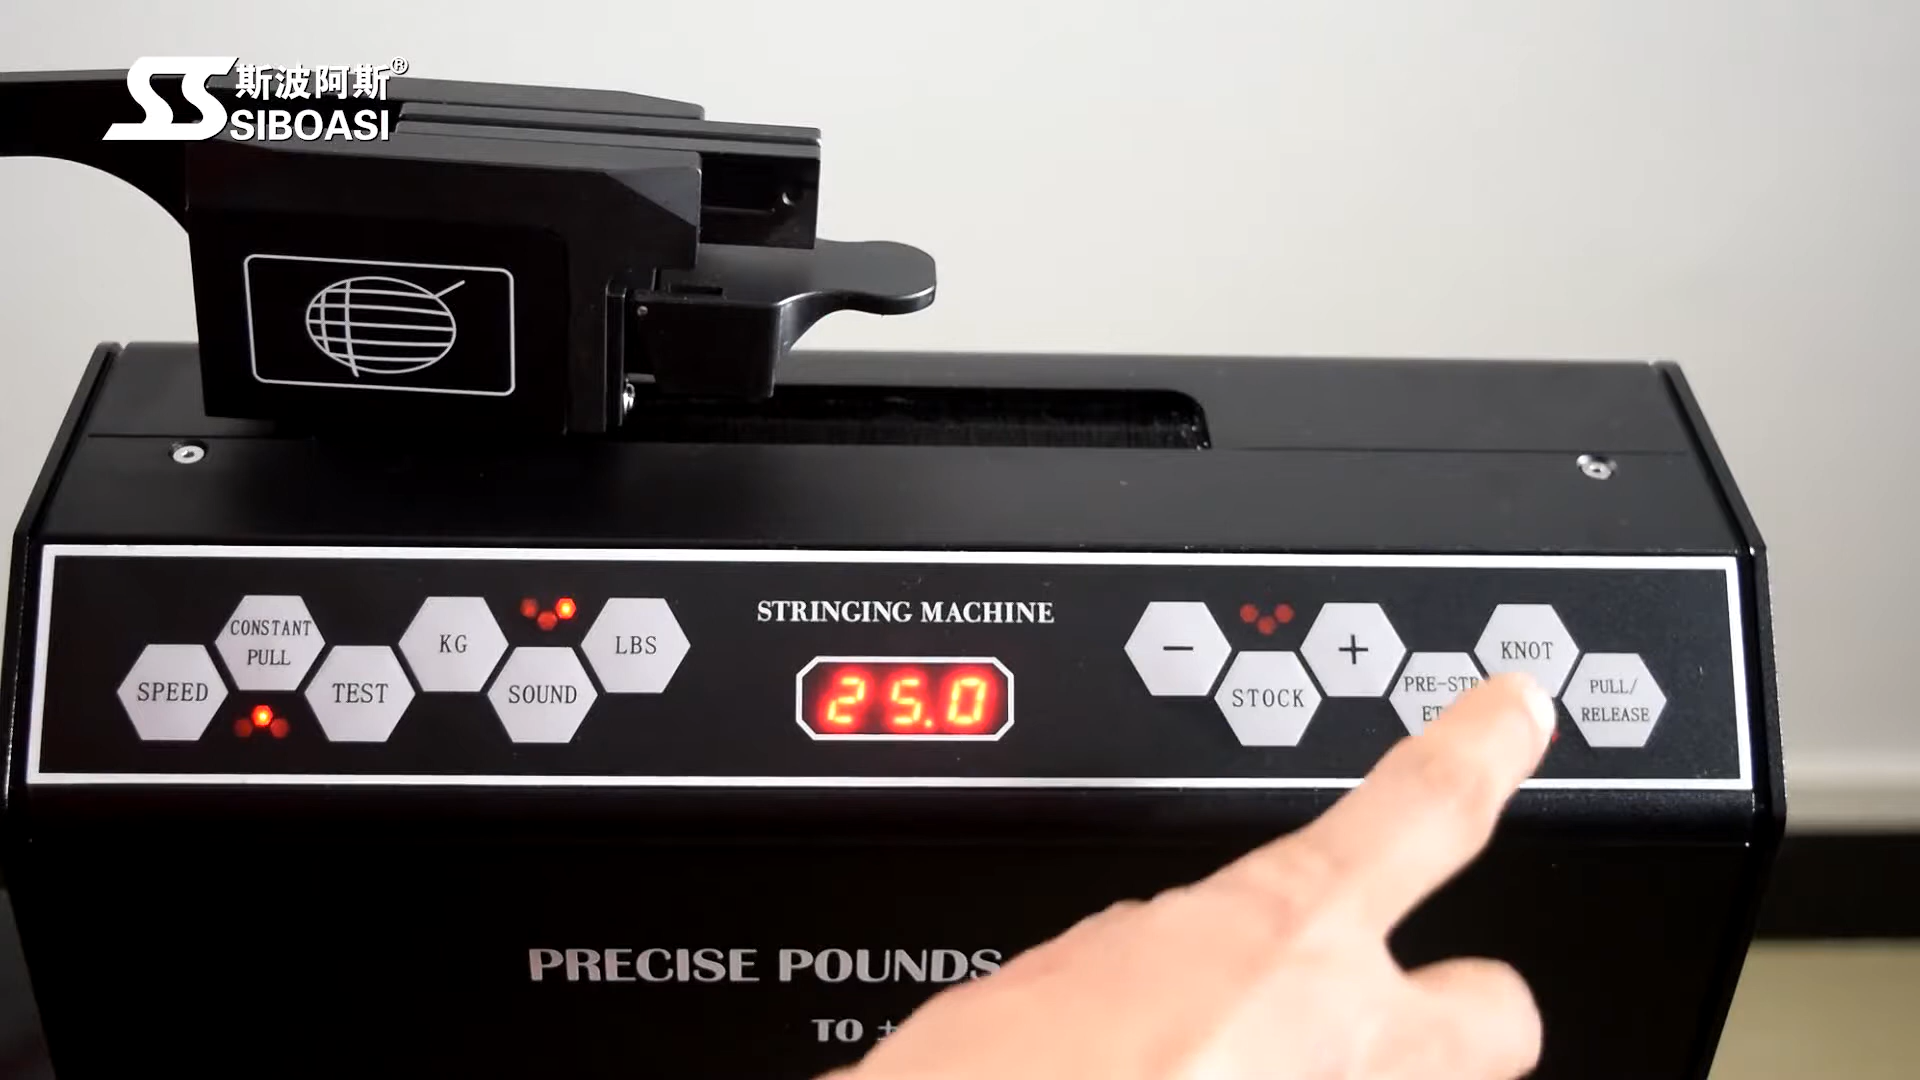 斯波阿斯®
SIBOASI
STRINGING MACHINE
CONSTANT
PULL
SPEED
TEST
KG
SOUND
LBS
25.0
−
STOCK
+
KNOT
PULL/
RELEASE
PRECISE POUNDS
TO ±